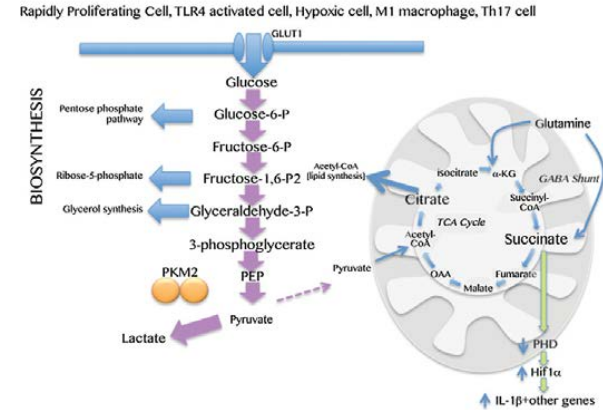 Rapidly Proliferating Cell, TLR4 activated cell, Hypoxic cell, M1 macrophage, Th17 cell
GLUT1
BIOSYNTHESIS
Glucose
Pentose phosphate
pathway
Glucose-6-P
Fructose-6-P
Ribose-5-phosphate
Fructose-1,6-P2
Glycerol synthesis
Glyceraldehyde-3-P
3-phosphoglycerate
PKM2
PEP
Pyruvate
Lactate
Acetyl-CoA
(lipid synthesis)
Pyruvate
Glutamine
GABA Shunt
isocitrate
α-KG
Citrate
Succinyl-
CoA
TCA Cycle
Acetyl-
CoA
Succinate
OAA
Fumarate
Malate
PHD
Hif1α
IL-1β+other genes